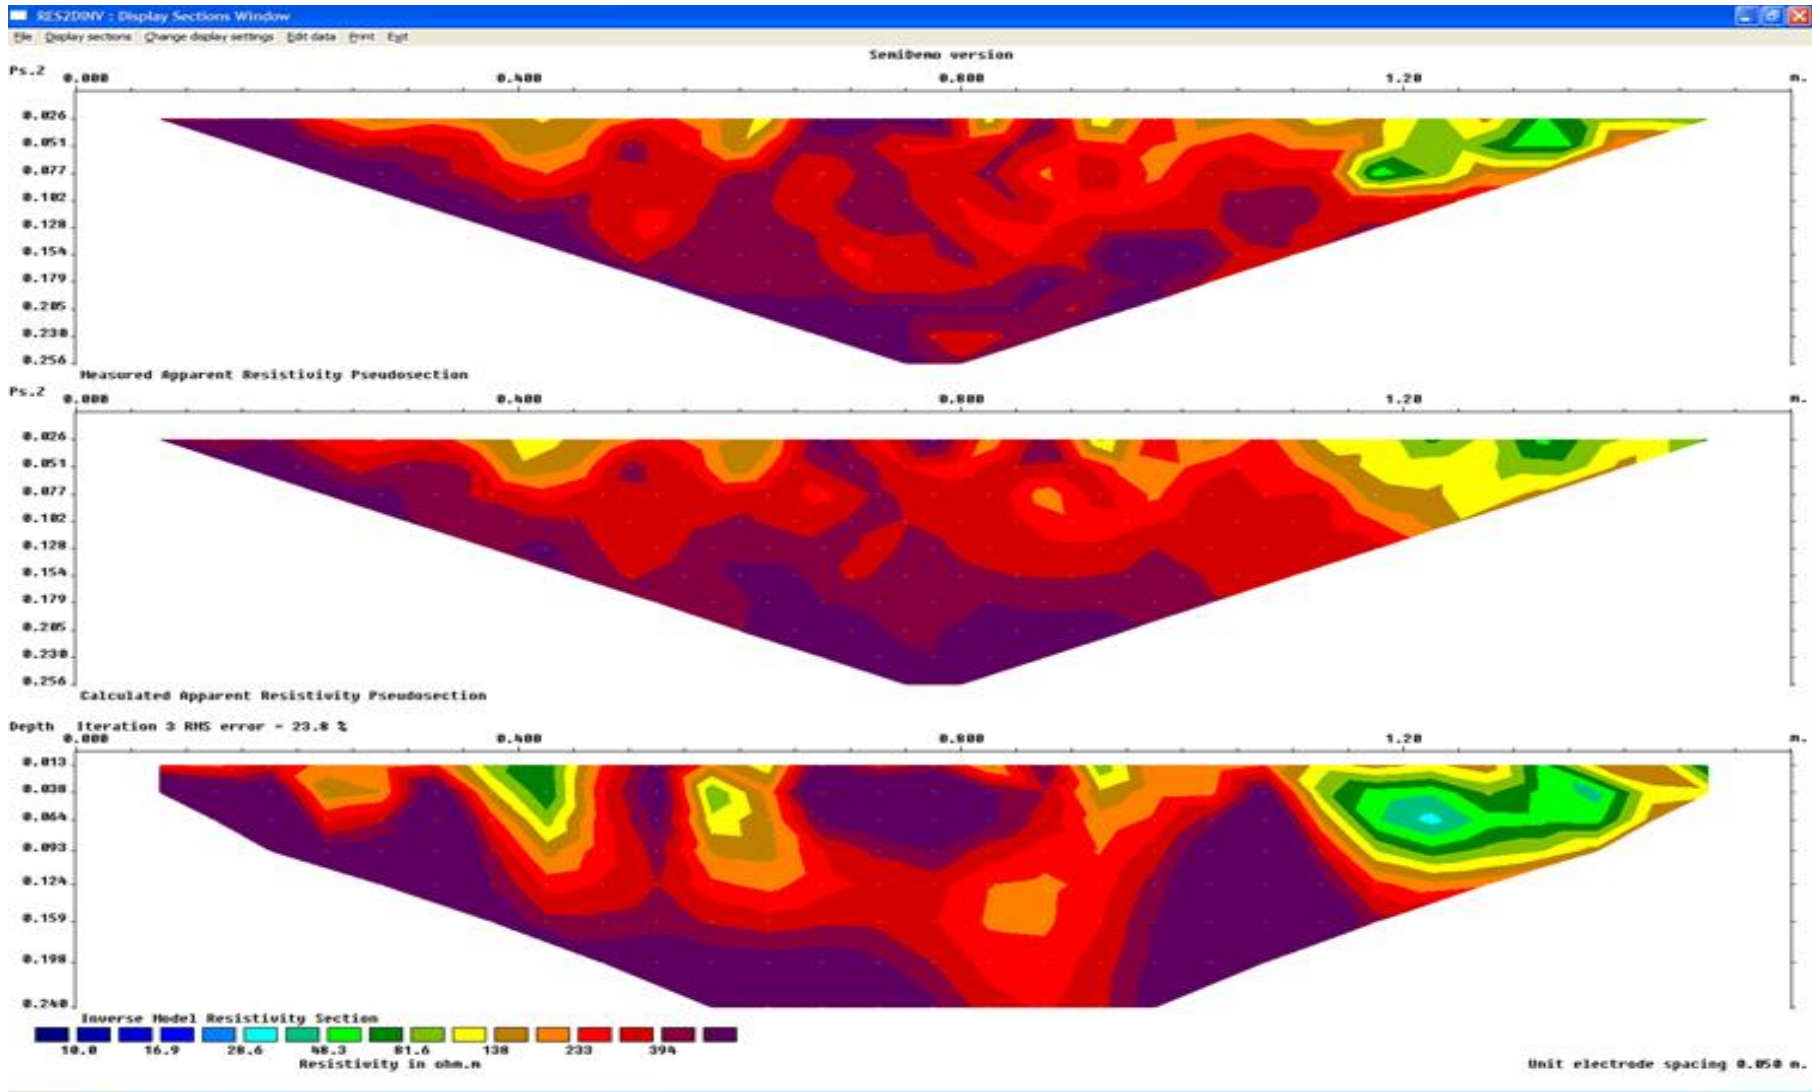 RES2DINV : Display Sections Window
File Display sections Change display settings Edit data Print Exit
SemiDemo version
Ps.Z 0.000 0.400 0.800 1.20 m.
0.026
0.051
0.077
0.102
0.128
0.154
0.179
0.205
0.230
0.256
Measured Apparent Resistivity Pseudosection
Ps.Z 0.000 0.400 0.800 1.20 m.
0.026
0.051
0.077
0.102
0.128
0.154
0.179
0.205
0.230
0.256
Calculated Apparent Resistivity Pseudosection
Depth Iteration 3 RMS error = 23.8 %
0.000 0.400 0.800 1.20 m.
0.013
0.038
0.064
0.093
0.124
0.159
0.198
0.240
Inverse Model Resistivity Section
10.0 16.9 28.6 48.3 81.6 138 233 394
Resistivity in ohm.m
Unit electrode spacing 0.050 m.